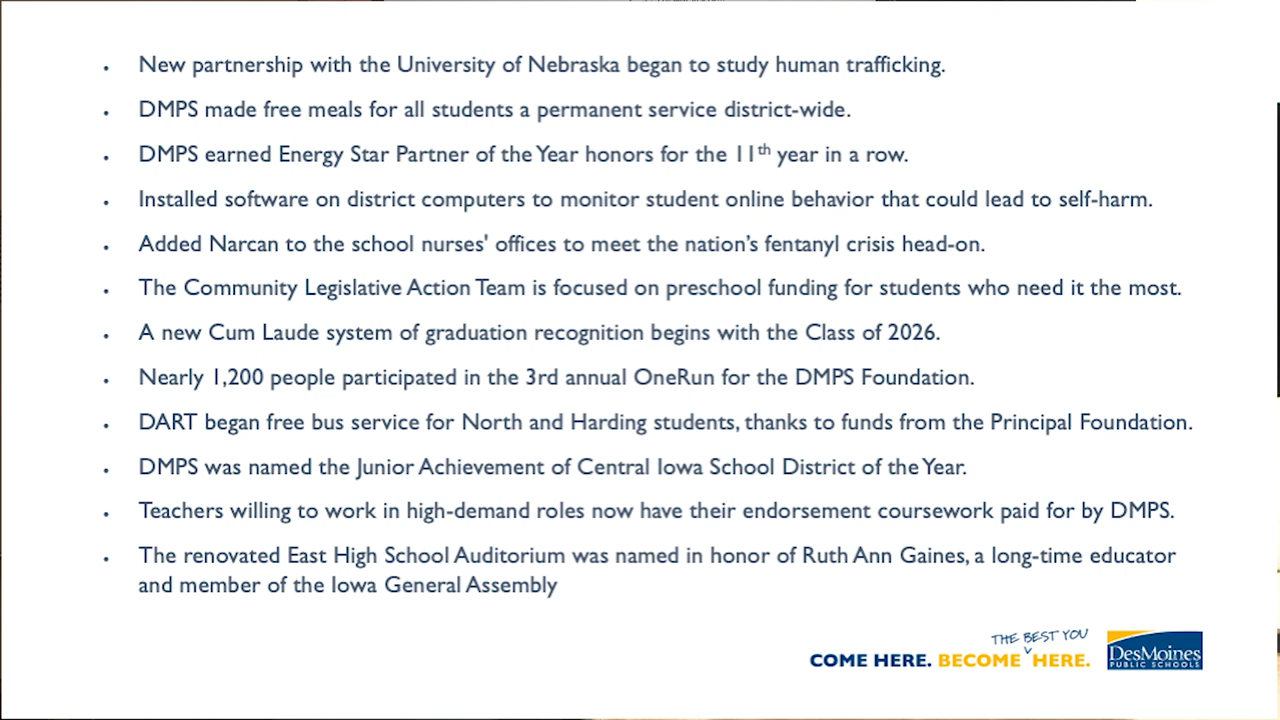 • New partnership with the University of Nebraska began to study human trafficking.
• DMPS made free meals for all students a permanent service district-wide.
• DMPS earned Energy Star Partner of the Year honors for the 11th year in a row.
• Installed software on district computers to monitor student online behavior that could lead to self-harm.
• Added Narcan to the school nurses' offices to meet the nation’s fentanyl crisis head-on.
• The Community Legislative Action Team is focused on preschool funding for students who need it the most.
• A new Cum Laude system of graduation recognition begins with the Class of 2026.
• Nearly 1,200 people participated in the 3rd annual OneRun for the DMPS Foundation.
• DART began free bus service for North and Harding students, thanks to funds from the Principal Foundation.
• DMPS was named the Junior Achievement of Central Iowa School District of the Year.
• Teachers willing to work in high-demand roles now have their endorsement coursework paid for by DMPS.
• The renovated East High School Auditorium was named in honor of Ruth Ann Gaines, a long-time educator
and member of the Iowa General Assembly
THE BEST YOU
COME HERE. BECOME HERE.
DesMoines
PUBLIC SCHOOLS